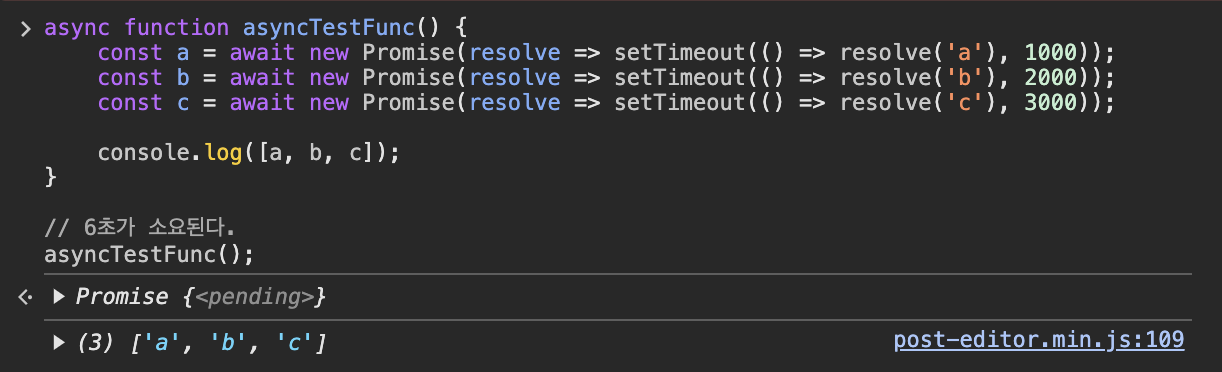 async function asyncTestFunc() {
    const a = await new Promise(resolve => setTimeout(() => resolve('a'), 1000));
    const b = await new Promise(resolve => setTimeout(() => resolve('b'), 2000));
    const c = await new Promise(resolve => setTimeout(() => resolve('c'), 3000));

    console.log([a, b, c]);
}

// 6초가 소요된다.
asyncTestFunc();
Promise {<pending>}
(3) ['a', 'b', 'c'] post-editor.min.js:109